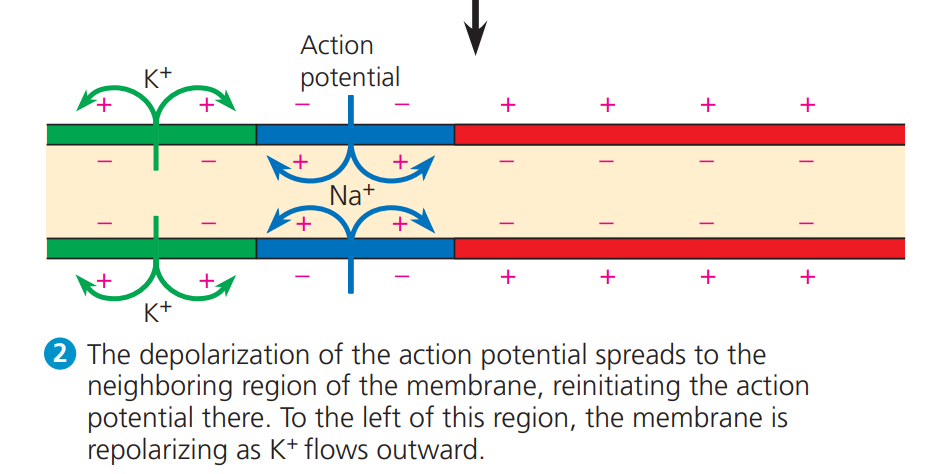 Action
potential
K+
− −
+ + + + + +
− − + + − − − −
Na+
− − + + − − − −
+ + − − + + + +
K+
2 The depolarization of the action potential spreads to the
neighboring region of the membrane, reinitiating the action
potential there. To the left of this region, the membrane is
repolarizing as K+ flows outward.